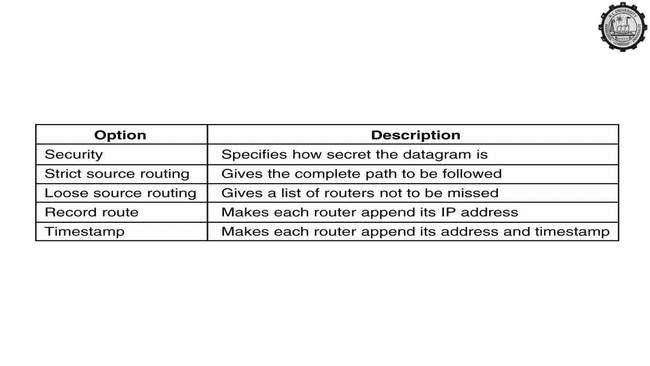 Option Description
Security Specifies how secret the datagram is
Strict source routing Gives the complete path to be followed
Loose source routing Gives a list of routers not to be missed
Record route Makes each router append its IP address
Timestamp Makes each router append its address and timestamp